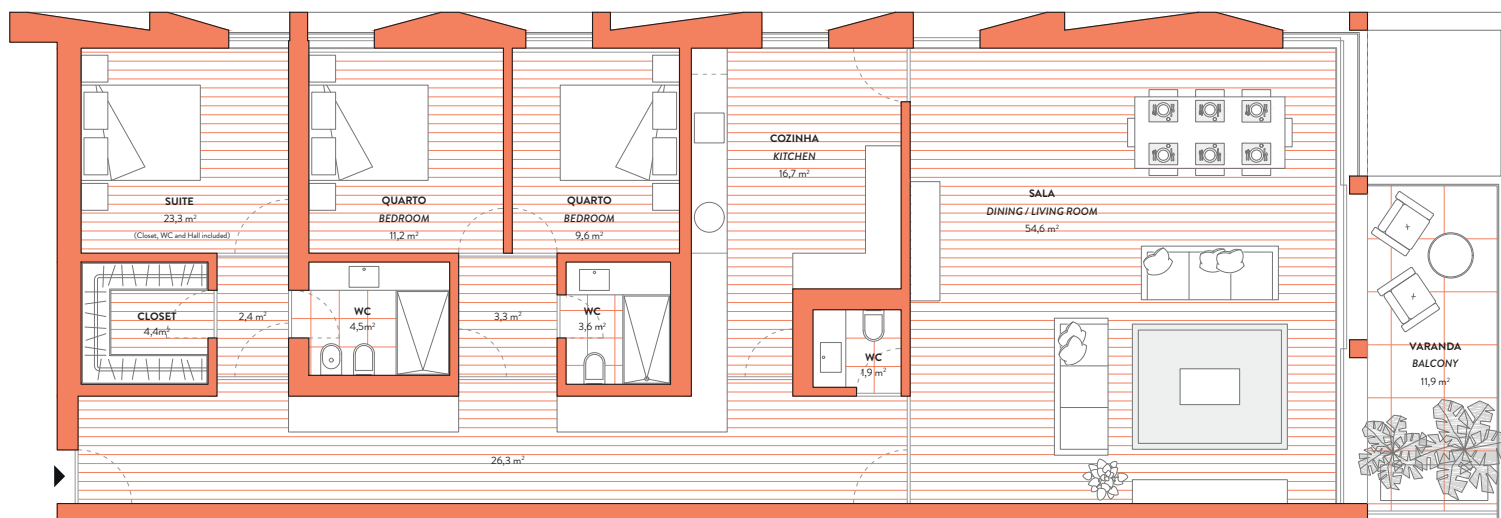 SUITE
23,3 m²
(Closet, WC and Hall included)
QUARTO
BEDROOM
11,2 m²
QUARTO
BEDROOM
9,6 m²
COZINHA
KITCHEN
16,7 m²
SALA
DINING / LIVING ROOM
54,6 m²
CLOSET
4,4m²
2,4 m²
WC
4,5m²
3,3 m²
WC
3,6 m²
WC
1,9 m²
VARANDA
BALCONY
11,9 m²
26,3 m²